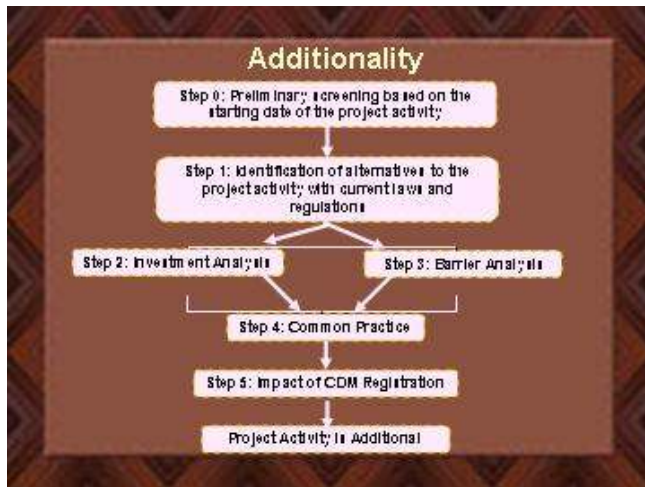 Additionality
Step 0: Preliminary screening based on the
starting date of the project activity
Step 1: Identification of alternatives to the
project activity with current laws and
regulations
Step 2: Investment Analysis
Step 3: Barrier Analysis
Step 4: Common Practice
Step 5: Impact of CDM Registration
Project Activity is Additional